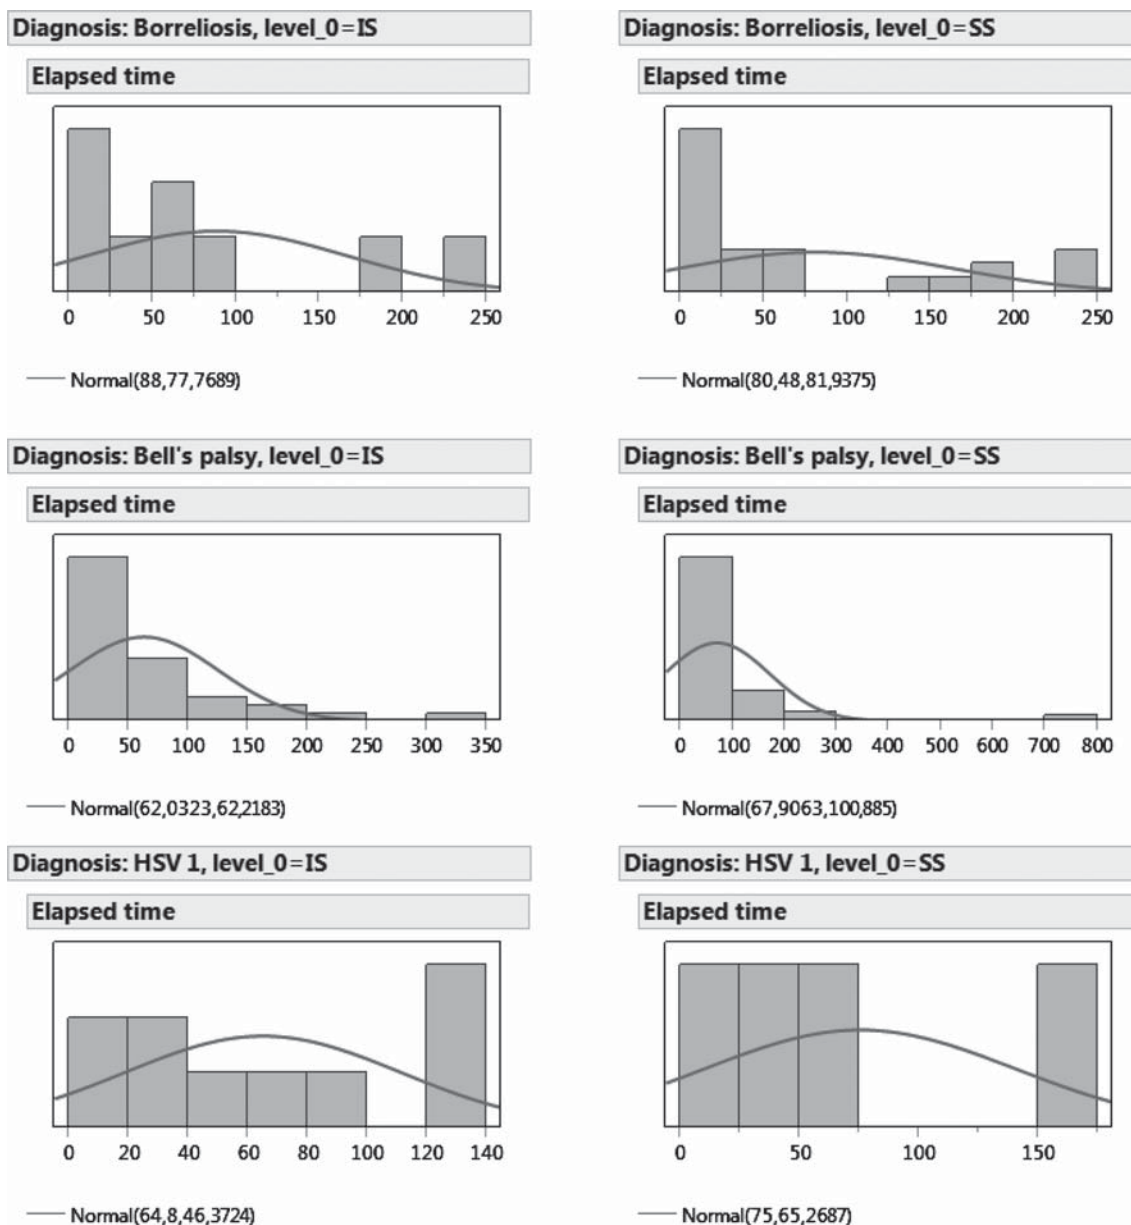 Diagnosis: Borreliosis, level_0=IS
Elapsed time
0 50 100 150 200 250
Normal(88,77,7689)
Diagnosis: Borreliosis, level_0=SS
Elapsed time
0 50 100 150 200 250
Normal(80,48,81,9375)
Diagnosis: Bell's palsy, level_0=IS
Elapsed time
0 50 100 150 200 250 300 350
Normal(62,0323,62,2183)
Diagnosis: Bell's palsy, level_0=SS
Elapsed time
0 100 200 300 400 500 600 700 800
Normal(67,9063,100,885)
Diagnosis: HSV 1, level_0=IS
Elapsed time
0 20 40 60 80 100 120 140
Normal(64,8,46,3724)
Diagnosis: HSV 1, level_0=SS
Elapsed time
0 50 100 150
Normal(75,65,2687)